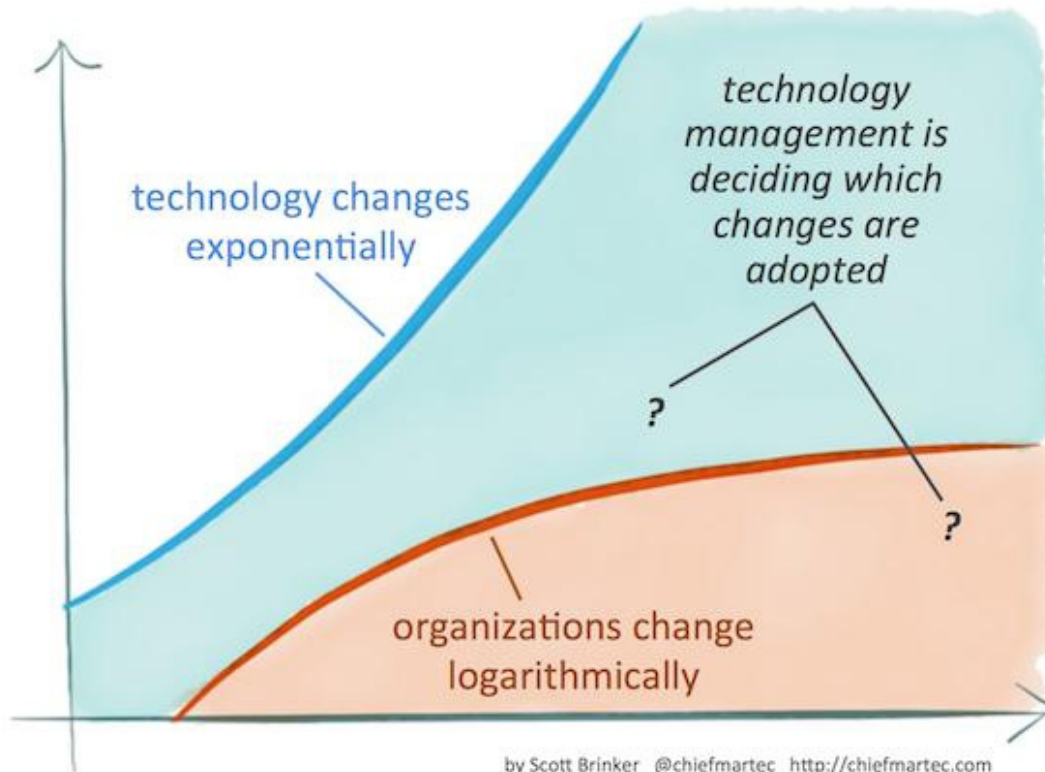 technology
management is
deciding which
changes are
adopted
technology changes
exponentially
?
?
organizations change
logarithmically
by Scott Brinker @chiefmartec http://chiefmartec.com